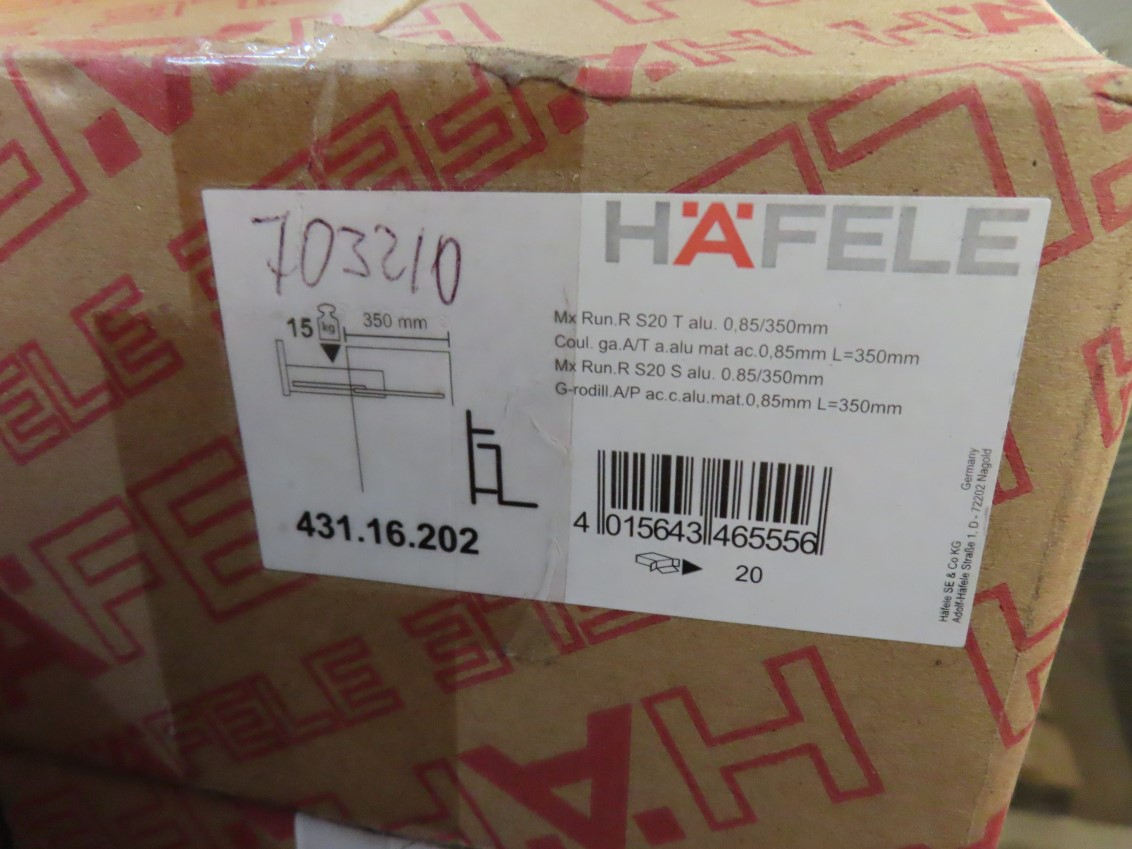 HÄFELE
703210
15 kg 350 mm
Mx Run.R S20 T alu. 0,85/350mm
Coul. ga.A/T a.alu mat ac.0,85mm L=350mm
Mx Run.R S20 S alu. 0.85/350mm
G-rodill.A/P ac.c.alu.mat.0,85mm L=350mm
431.16.202
4 015643 465556
20
Häfele SE & Co KG Germany
Adolf-Häfele Straße 1, D - 72202 Nagold
HÄFELE
HÄFELE